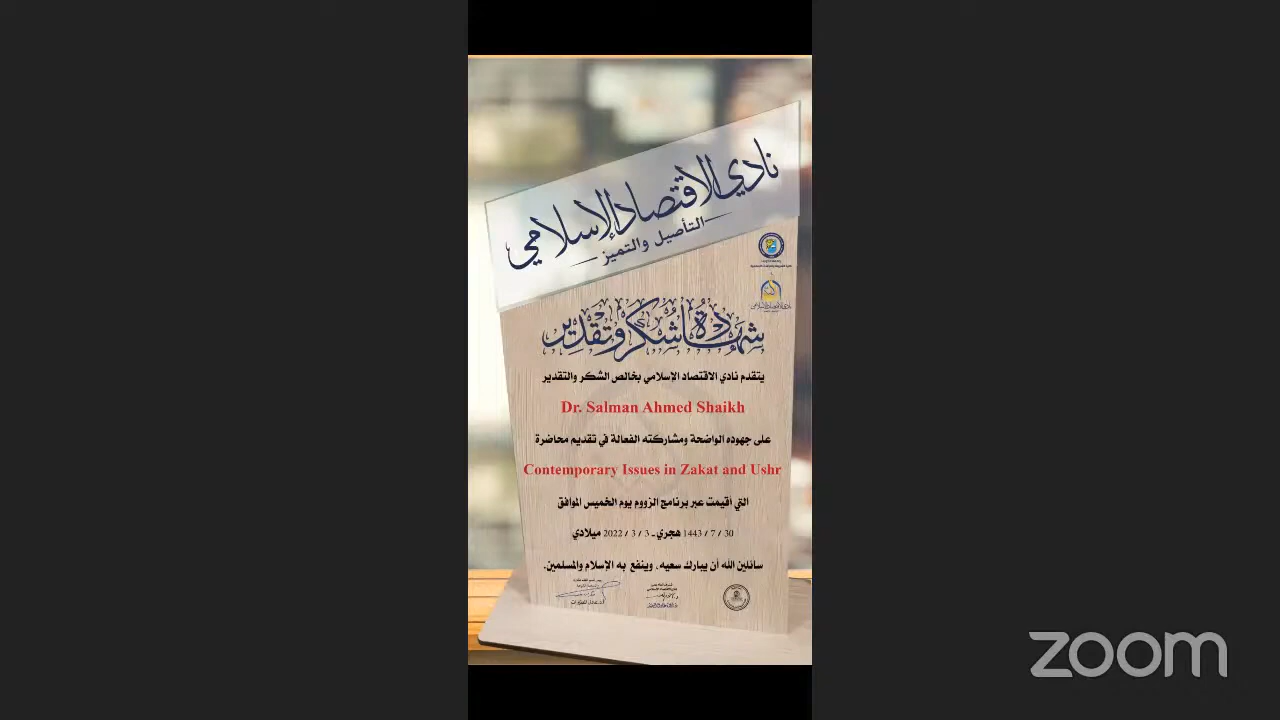 نادي الاقتصاد الإسلامي
التأصيل والتميز
نادي الاقتصاد الإسلامي
شهادة شكر وتقدير
يتقدم نادي الاقتصاد الإسلامي بخالص الشكر والتقدير
Dr. Salman Ahmed Shaikh
على جهوده الواضحة ومشاركته الفعالة في تقديم محاضرة
Contemporary Issues in Zakat and Ushr
التي أقيمت عبر برنامج الزووم يوم الخميس الموافق
30 / 7 / 1443 هجري - 3 / 3 / 2022 ميلادي
سائلين الله أن يبارك سعيه، وينفع به الإسلام والمسلمين.
zoom